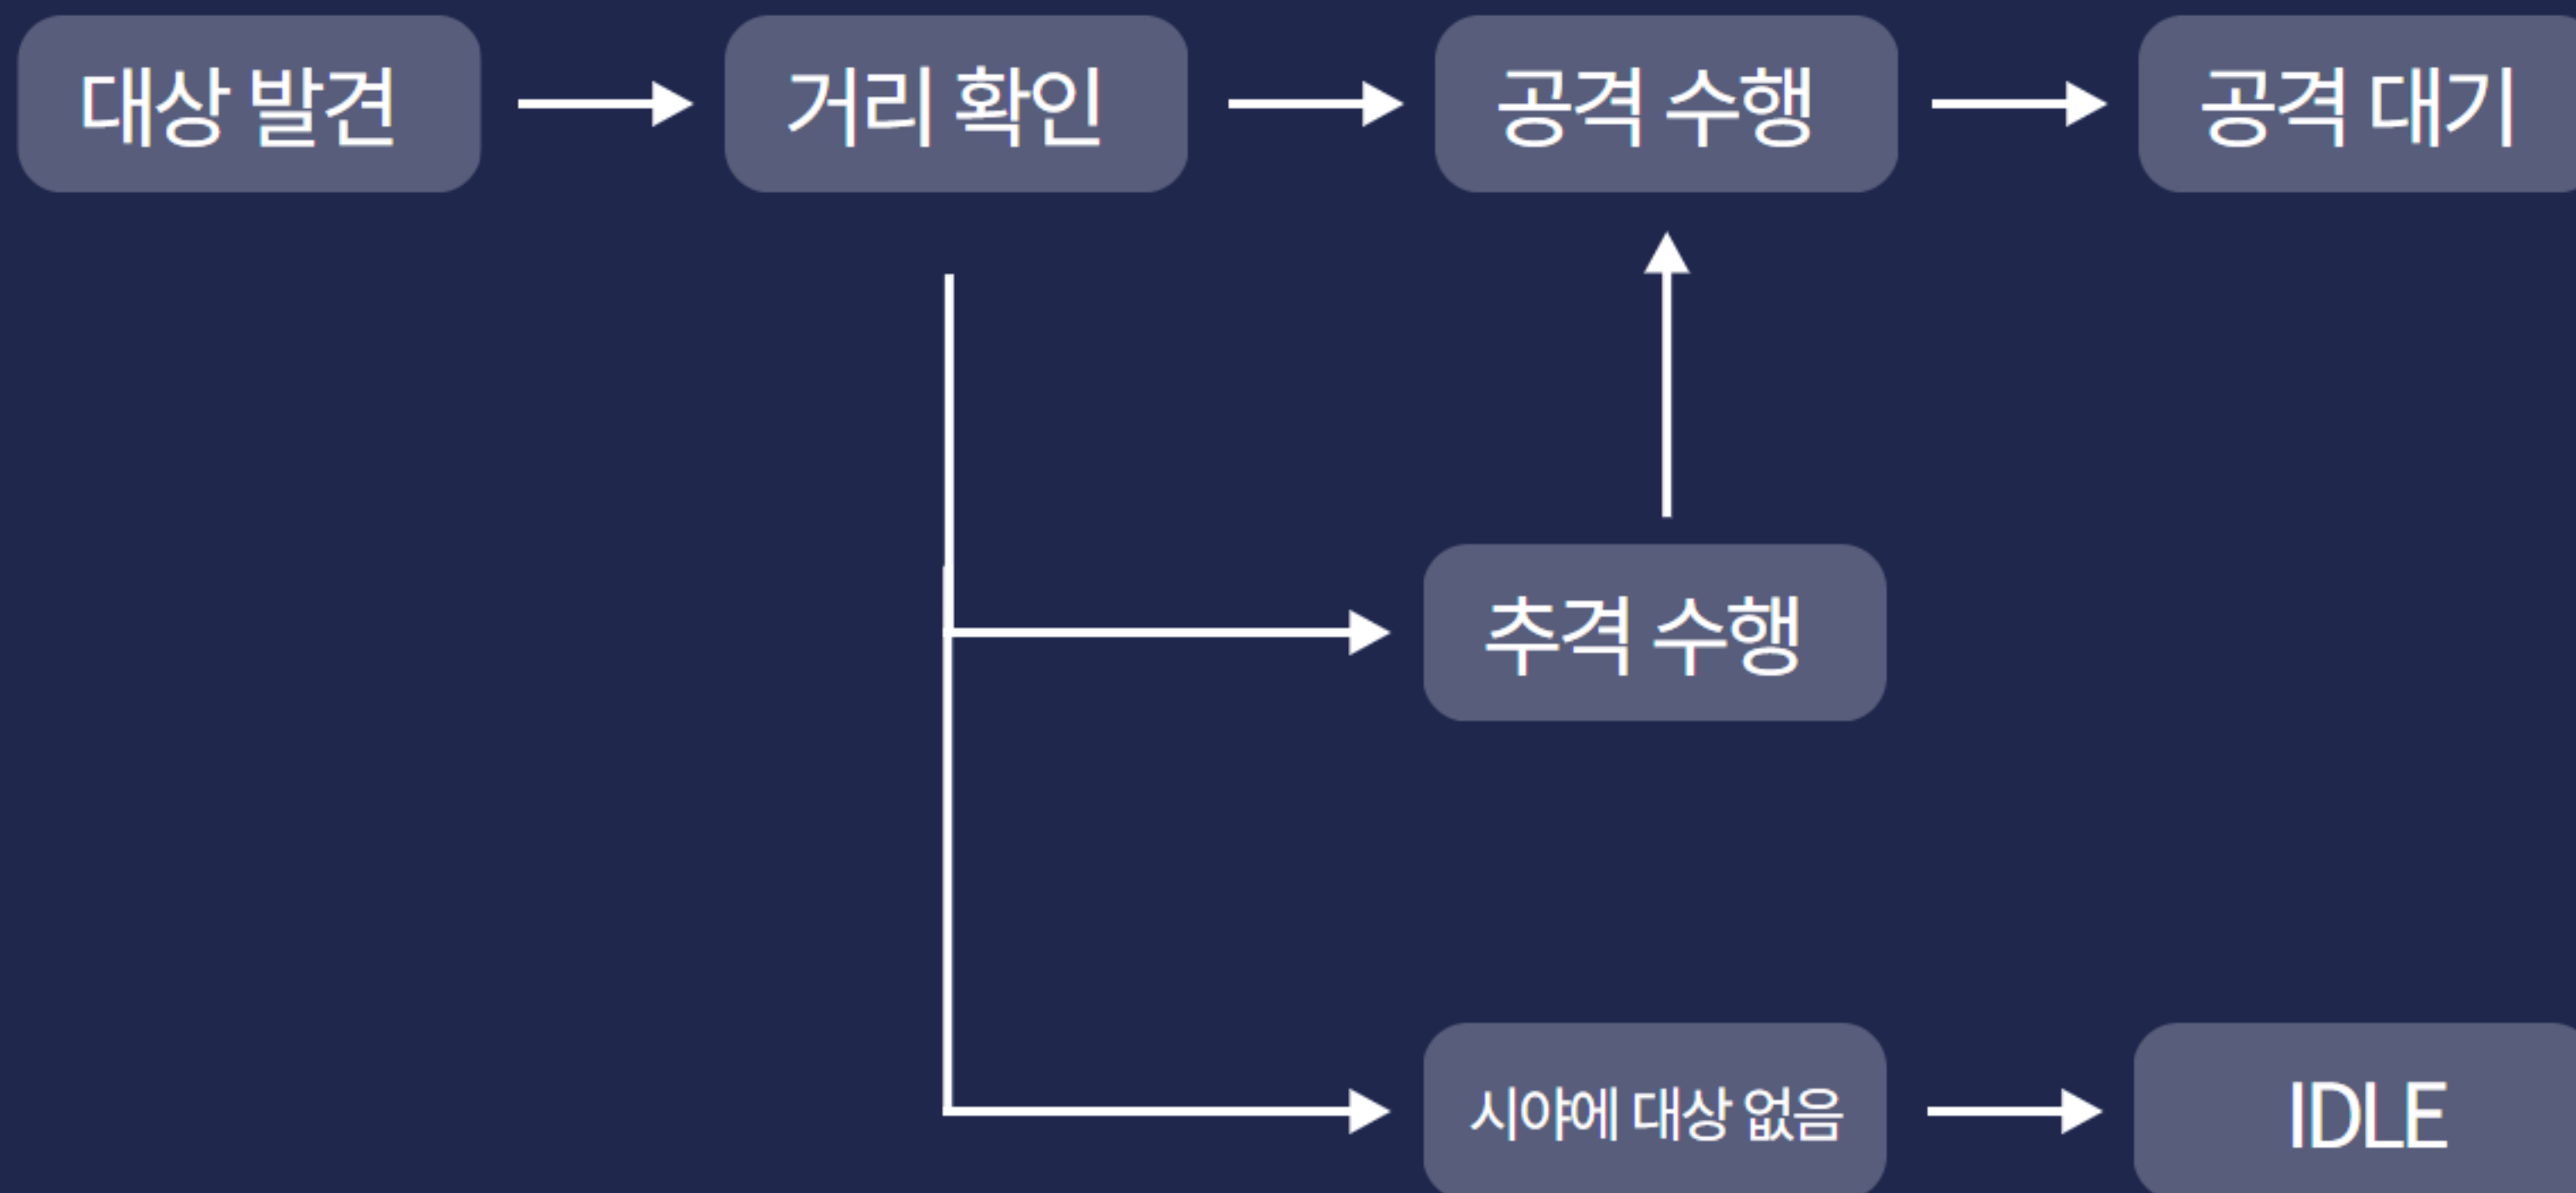 대상 발견
거리 확인
공격 수행
공격 대기
추격 수행
시야에 대상 없음
IDLE